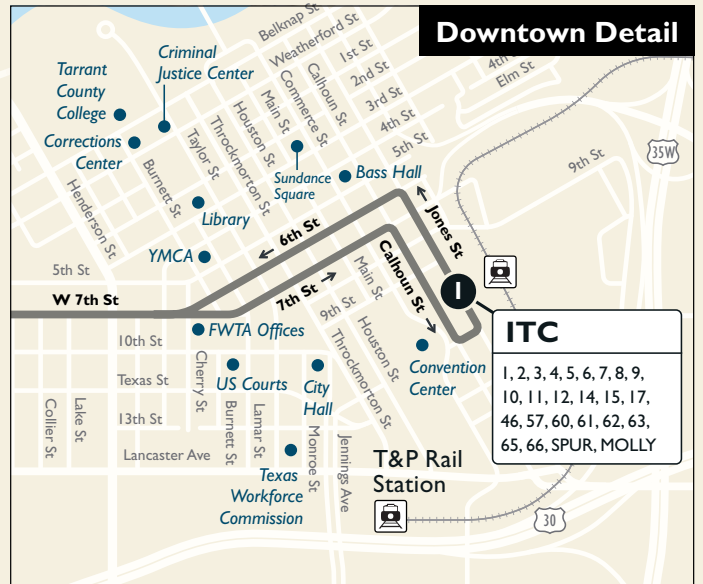 Downtown Detail
Belknap St
Weatherford St
1st St
2nd St
3rd St
4th St
5th St
4th St
Elm St
35W
9th St
Criminal
Justice Center
Tarrant
County
College
Corrections
Center
Henderson St
Burnett St
Taylor St
Throckmorton St
Houston St
Main St
Commerce St
Calhoun St
Sundance
Square
Bass Hall
Library
YMCA
← 6th St
← Jones St
5th St
W 7th St
7th St →
Calhoun St →
Main St
9th St
Houston St
Throckmorton St
1
ITC
1, 2, 3, 4, 5, 6, 7, 8, 9,
10, 11, 12, 14, 15, 17,
46, 57, 60, 61, 62, 63,
65, 66, SPUR, MOLLY
10th St
FWTA Offices
Texas St
Cherry St
US Courts
City
Hall
Convention
Center
13th St
Collier St
Lake St
Burnett St
Lamar St
Monroe St
Jennings Ave
Lancaster Ave
Texas
Workforce
Commission
T&P Rail
Station
30